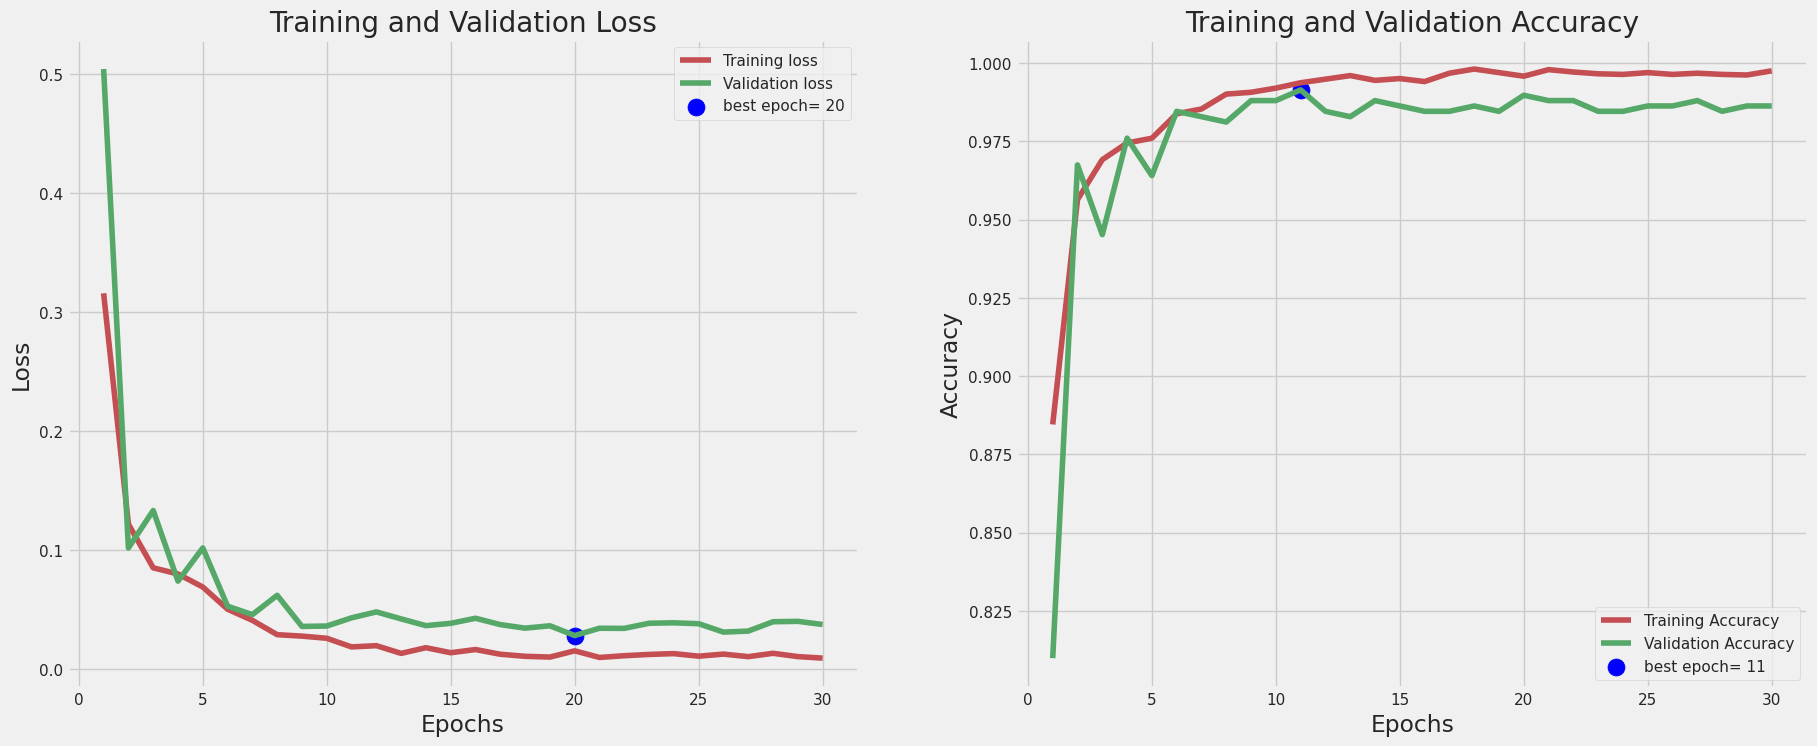 Training and Validation Loss
Training loss
Validation loss
best epoch= 20
0.5
0.4
0.3
0.2
0.1
0.0
Loss
0 5 10 15 20 25 30
Epochs
Training and Validation Accuracy
1.000
0.975
0.950
0.925
0.900
0.875
0.850
0.825
Accuracy
Training Accuracy
Validation Accuracy
best epoch= 11
0 5 10 15 20 25 30
Epochs